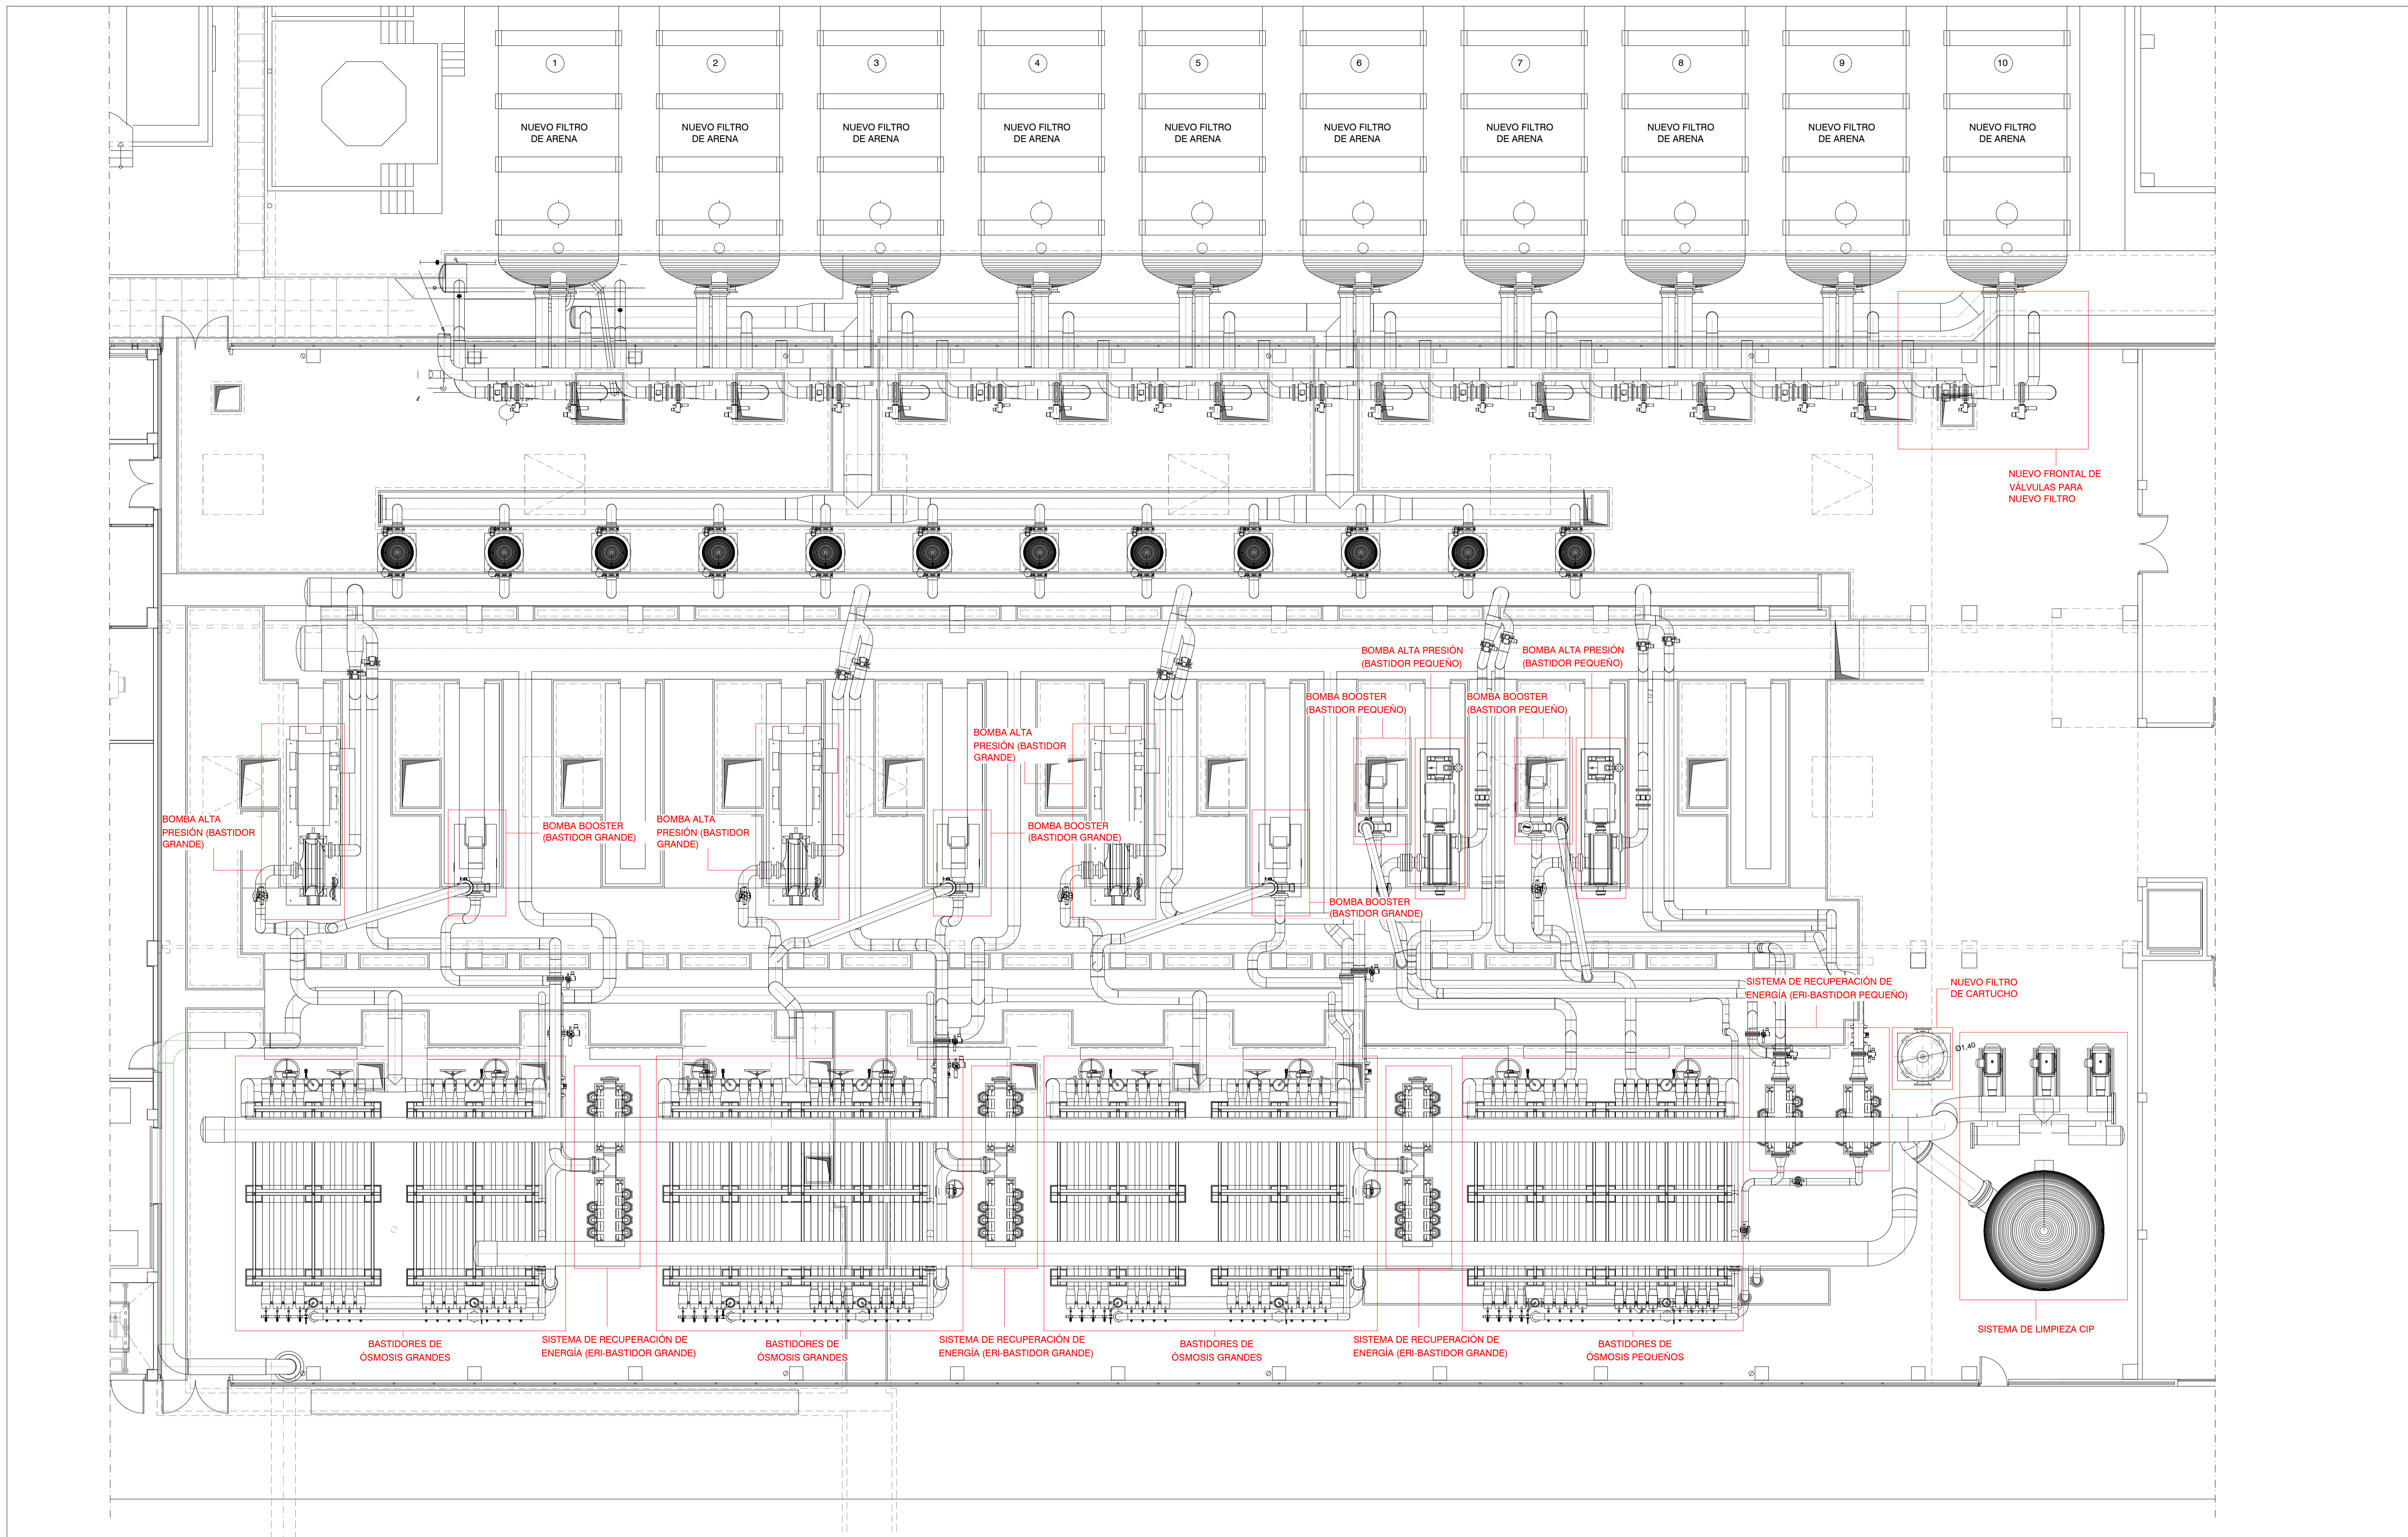 1
2
3
4
5
6
7
8
9
10
NUEVO FILTRO
DE ARENA
NUEVO FILTRO
DE ARENA
NUEVO FILTRO
DE ARENA
NUEVO FILTRO
DE ARENA
NUEVO FILTRO
DE ARENA
NUEVO FILTRO
DE ARENA
NUEVO FILTRO
DE ARENA
NUEVO FILTRO
DE ARENA
NUEVO FILTRO
DE ARENA
NUEVO FILTRO
DE ARENA
NUEVO FRONTAL DE
VÁLVULAS PARA
NUEVO FILTRO
BOMBA ALTA PRESIÓN
(BASTIDOR PEQUEÑO)
BOMBA ALTA PRESIÓN
(BASTIDOR PEQUEÑO)
BOMBA BOOSTER
(BASTIDOR PEQUEÑO)
BOMBA BOOSTER
(BASTIDOR PEQUEÑO)
BOMBA ALTA
PRESIÓN (BASTIDOR
GRANDE)
BOMBA ALTA
PRESIÓN (BASTIDOR
GRANDE)
BOMBA BOOSTER
(BASTIDOR GRANDE)
BOMBA ALTA
PRESIÓN (BASTIDOR
GRANDE)
BOMBA BOOSTER
(BASTIDOR GRANDE)
BOMBA BOOSTER
(BASTIDOR GRANDE)
SISTEMA DE RECUPERACIÓN DE
ENERGÍA (ERI-BASTIDOR PEQUEÑO)
NUEVO FILTRO
DE CARTUCHO
Ø1,40
SISTEMA DE LIMPIEZA CIP
BASTIDORES DE
ÓSMOSIS GRANDES
SISTEMA DE RECUPERACIÓN DE
ENERGÍA (ERI-BASTIDOR GRANDE)
BASTIDORES DE
ÓSMOSIS GRANDES
SISTEMA DE RECUPERACIÓN DE
ENERGÍA (ERI-BASTIDOR GRANDE)
BASTIDORES DE
ÓSMOSIS GRANDES
SISTEMA DE RECUPERACIÓN DE
ENERGÍA (ERI-BASTIDOR GRANDE)
BASTIDORES DE
ÓSMOSIS PEQUEÑOS